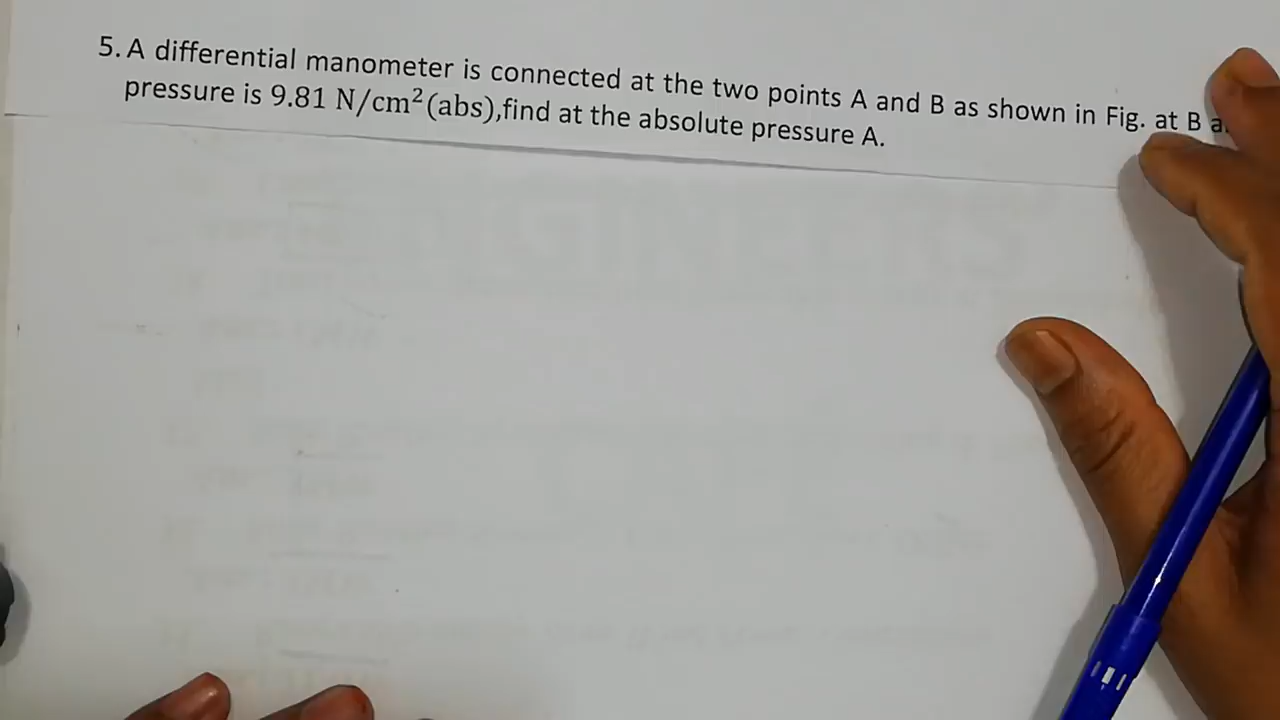 5. A differential manometer is connected at the two points A and B as shown in Fig. at B
pressure is 9.81 N/cm²(abs),find at the absolute pressure A.